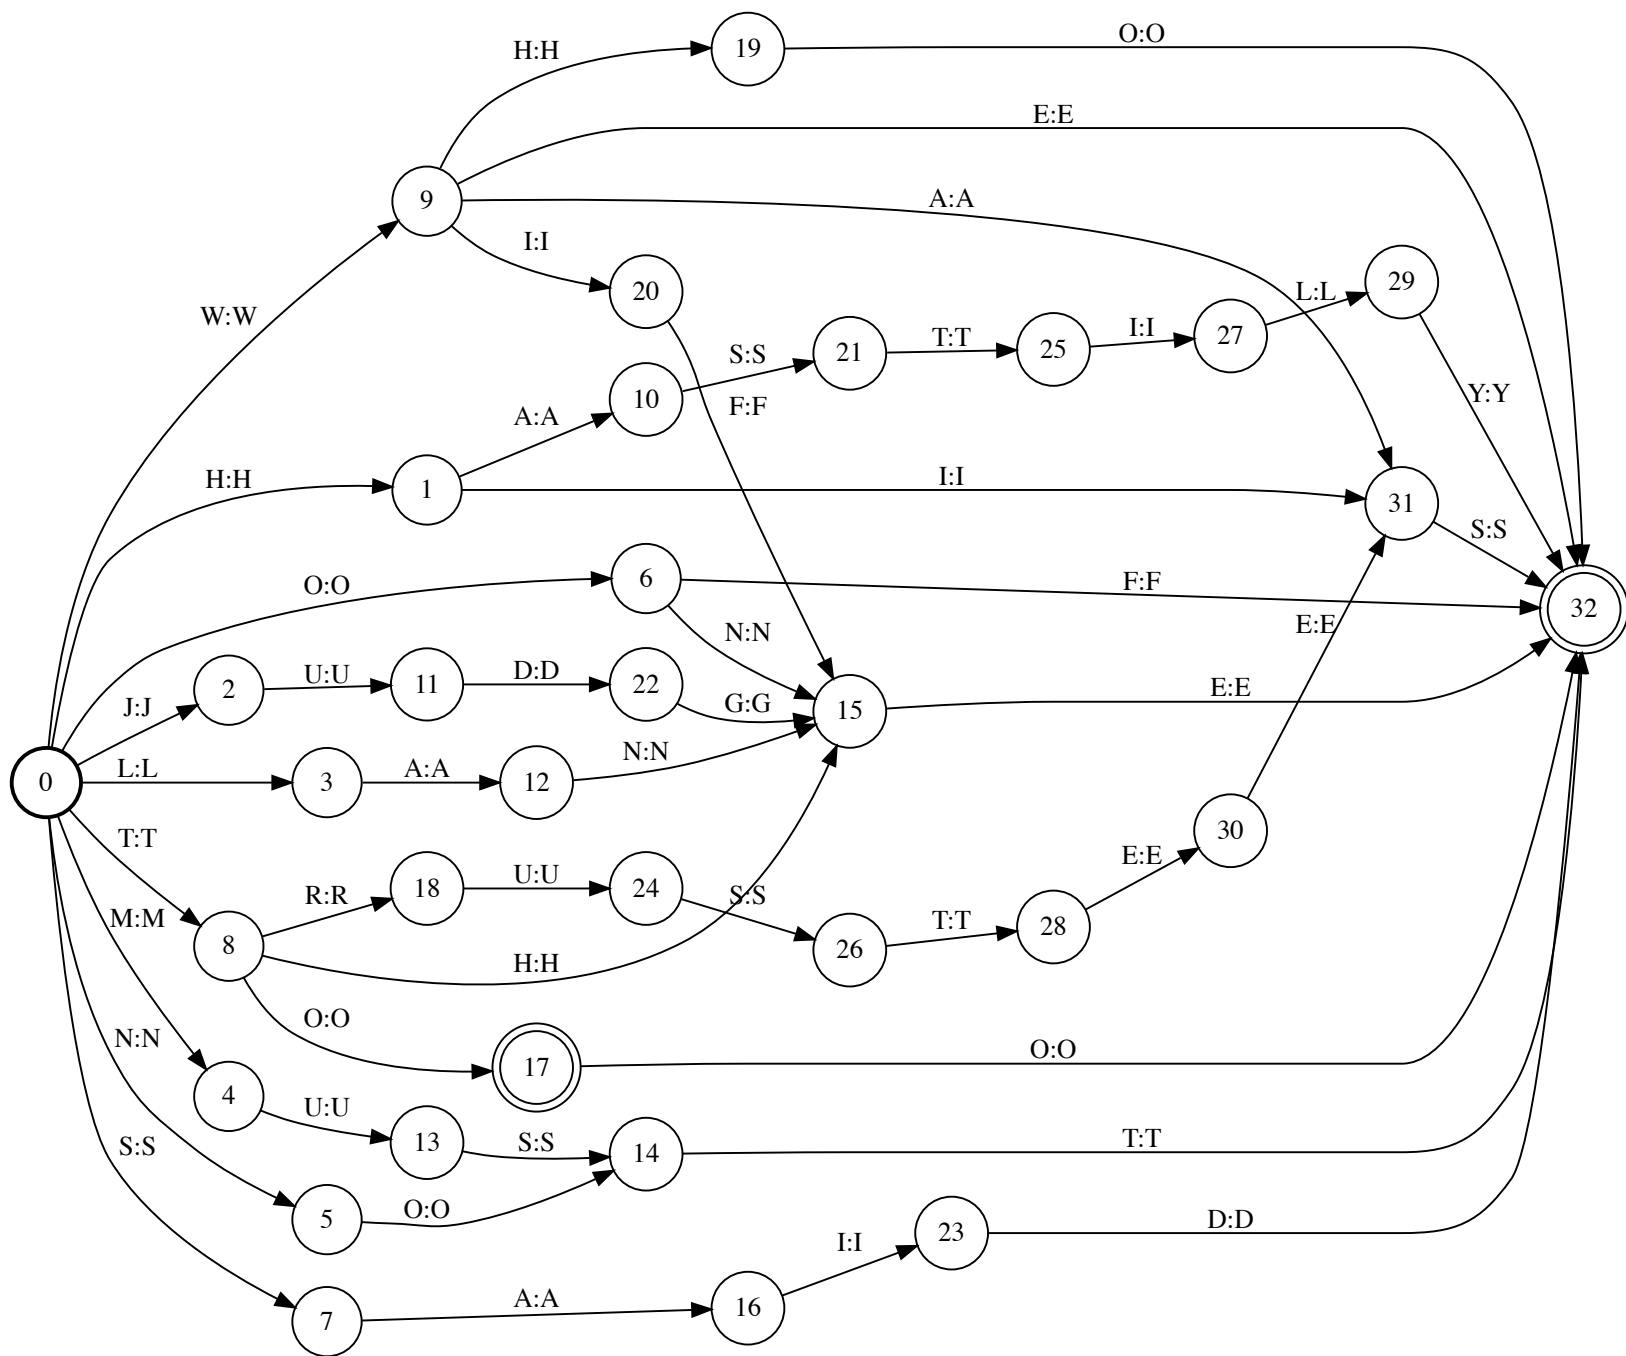 H:H
19
O:O
E:E
9
A:A
I:I
20
29
L:L
W:W
27
I:I
25
T:T
21
S:S
10
F:F
Y:Y
A:A
H:H
1
I:I
31
S:S
O:O
6
F:F
32
N:N
E:E
J:J
2
U:U
11
D:D
22
G:G
15
E:E
0
L:L
3
A:A
12
N:N
T:T
30
E:E
R:R
18
U:U
24
S:S
M:M
8
26
T:T
28
H:H
O:O
N:N
17
O:O
4
U:U
13
S:S
14
T:T
S:S
5
O:O
23
D:D
I:I
7
A:A
16